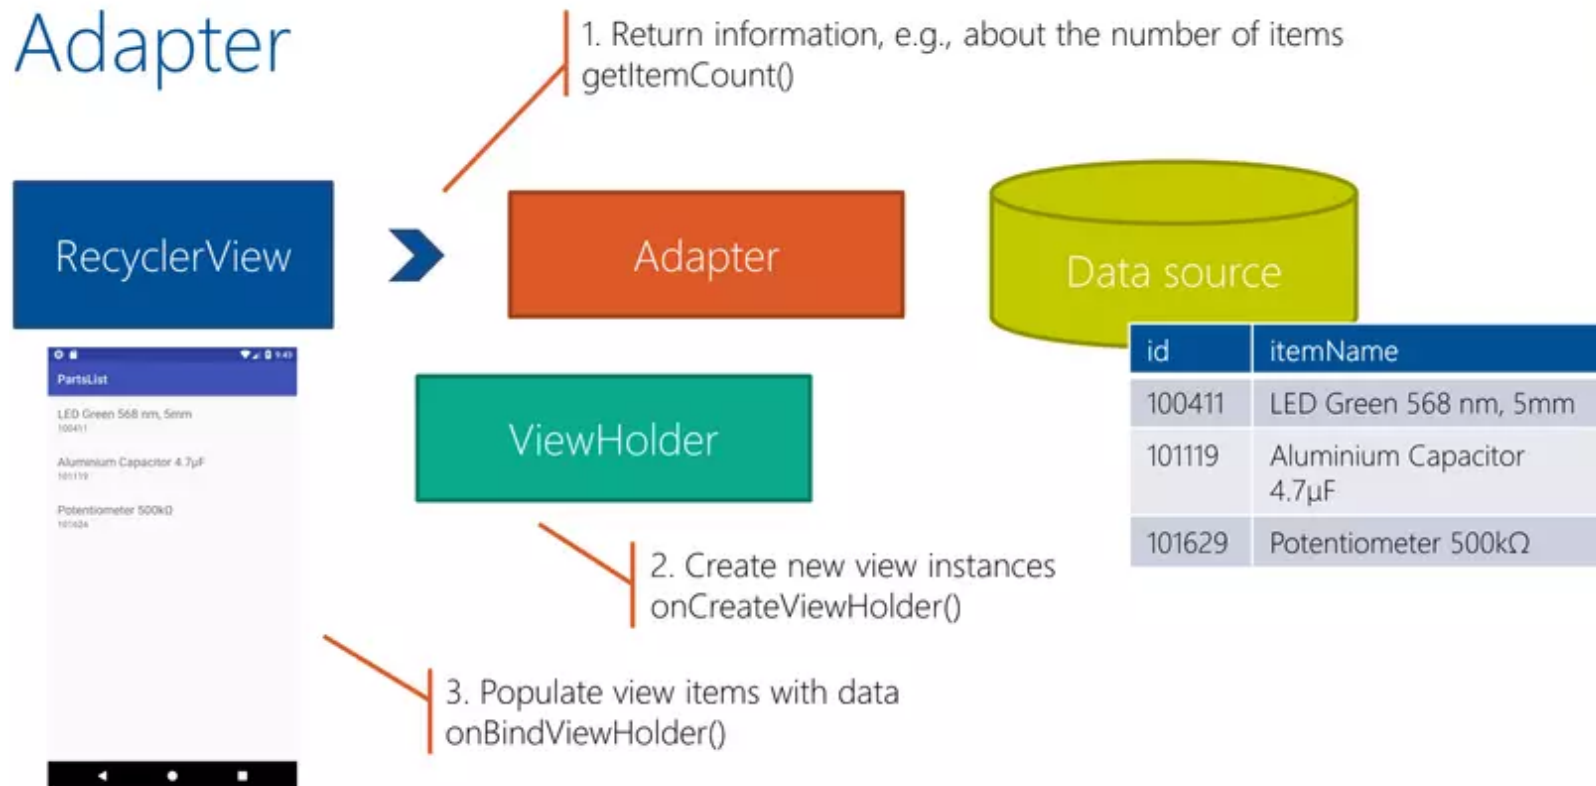 Adapter
1. Return information, e.g., about the number of items
getItemCount()
RecyclerView
Adapter
Data source
9:43
PartsList
LED Green 568 nm, 5mm
100411
Aluminium Capacitor 4.7µF
101119
Potentiometer 500kΩ
ViewHolder
id itemName
100411 LED Green 568 nm, 5mm
101119 Aluminium Capacitor
4.7µF
101629 Potentiometer 500kΩ
2. Create new view instances
onCreateViewHolder()
3. Populate view items with data
onBindViewHolder()